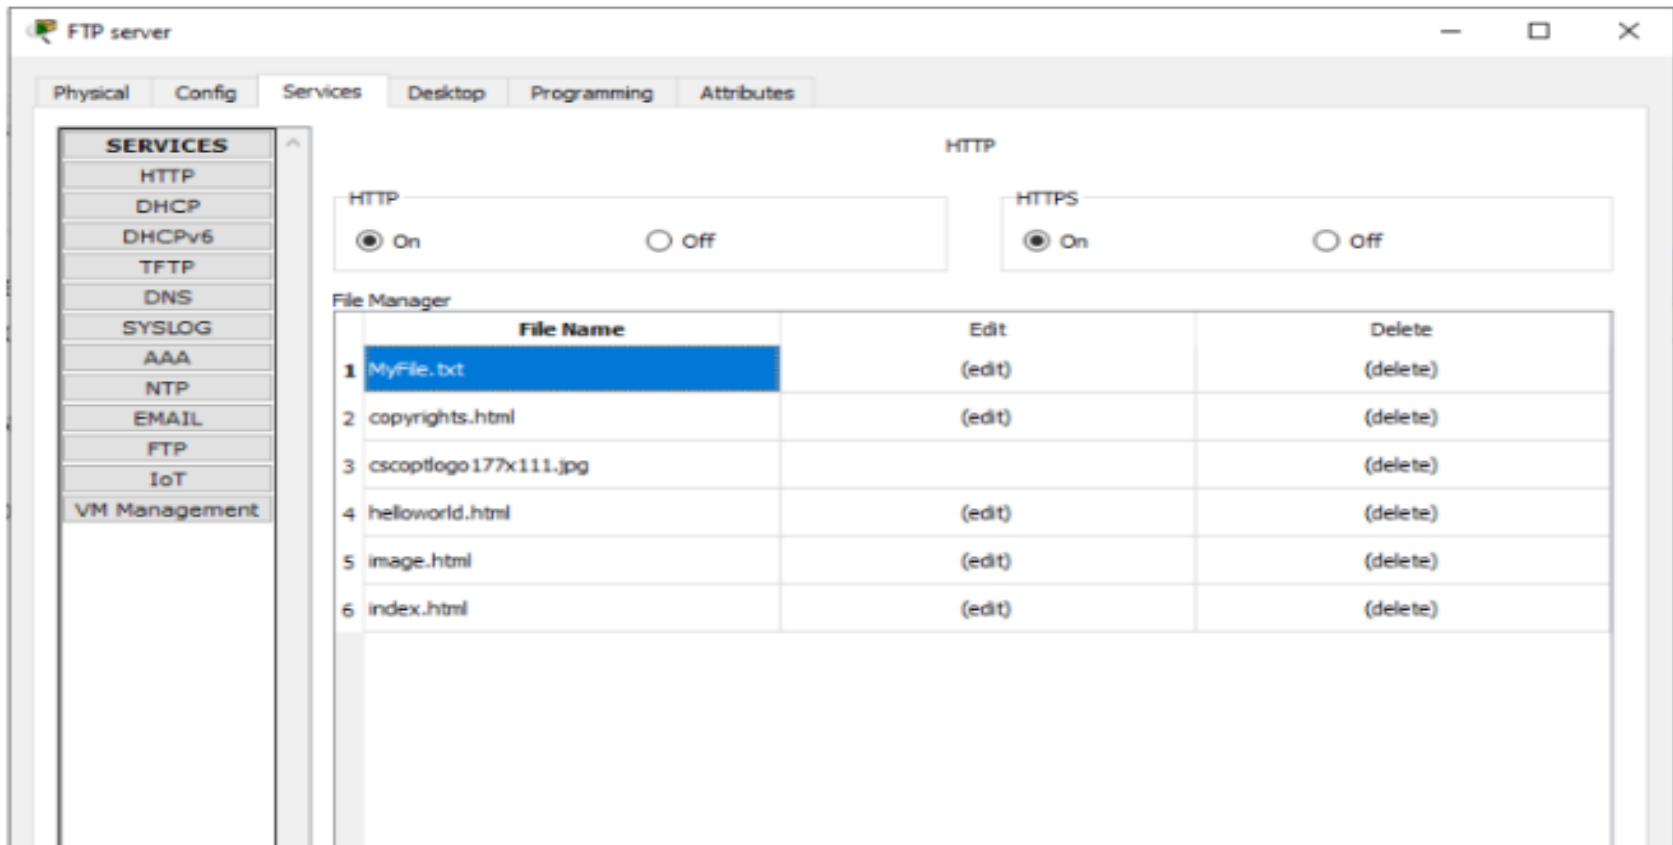 FTP server
Physical Config Services Desktop Programming Attributes
SERVICES
HTTP
DHCP
DHCPv6
TFTP
DNS
SYSLOG
AAA
NTP
EMAIL
FTP
IoT
VM Management
HTTP
HTTP
On Off
HTTPS
On Off
File Manager
File Name Edit Delete
1 MyFile.txt (edit) (delete)
2 copyrights.html (edit) (delete)
3 cscoptlogo177x111.jpg (delete)
4 helloworld.html (edit) (delete)
5 image.html (edit) (delete)
6 index.html (edit) (delete)